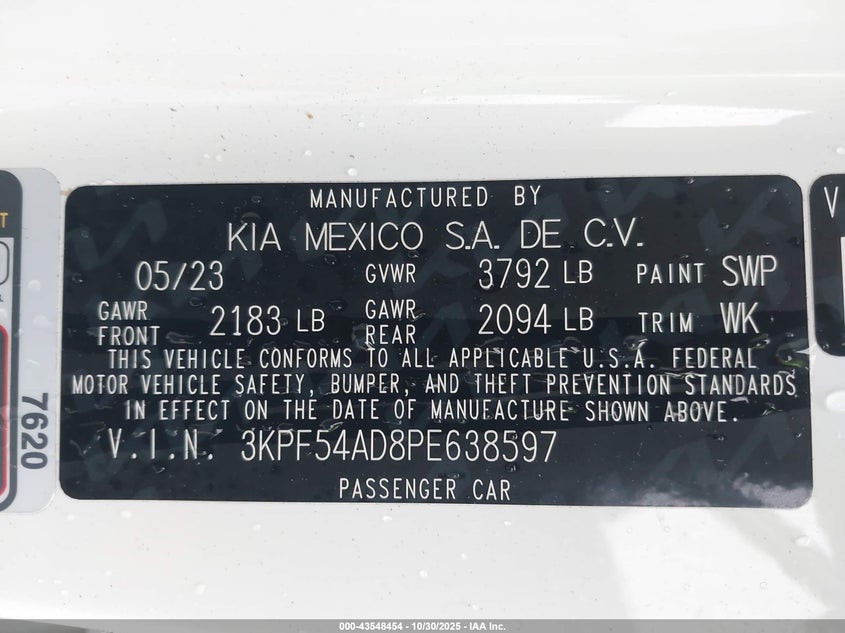 MANUFACTURED BY
KIA MEXICO S.A. DE C.V.
05/23 GVWR 3792 LB PAINT SWP
GAWR FRONT 2183 LB GAWR REAR 2094 LB TRIM WK
THIS VEHICLE CONFORMS TO ALL APPLICABLE U.S.A. FEDERAL
MOTOR VEHICLE SAFETY, BUMPER, AND THEFT PREVENTION STANDARDS
IN EFFECT ON THE DATE OF MANUFACTURE SHOWN ABOVE.
V.I.N. 3KPF54AD8PE638597
PASSENGER CAR
7620
000-43548454 - 10/30/2025 - IAA Inc.